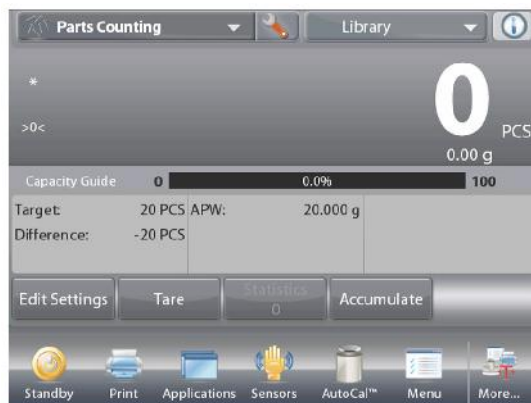 Parts Counting
Library
*
0
>0<
PCS
0.00 g
Capacity Guide 0 0.0% 100
Target: 20 PCS APW: 20.000 g
Difference: -20 PCS
Edit Settings Tare Statistics Accumulate
0
Standby Print Applications Sensors AutoCal™ Menu More...